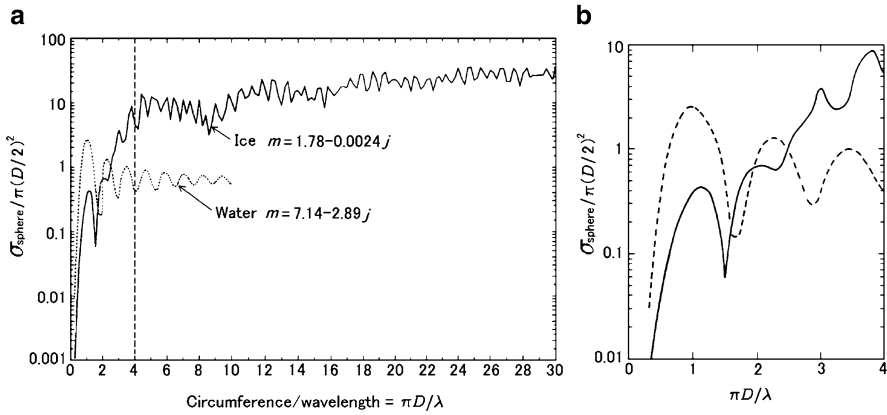 a
100
10
1
0.1
0.01
0.001
σsphere/π(D/2)²
Ice m=1.78−0.0024j
Water m=7.14−2.89j
0 2 4 6 8 10 12 14 16 18 20 22 24 26 28 30
Circumference/wavelength = πD/λ
b
10
1
0.1
0.01
σsphere/π(D/2)²
0 1 2 3 4
πD/λ